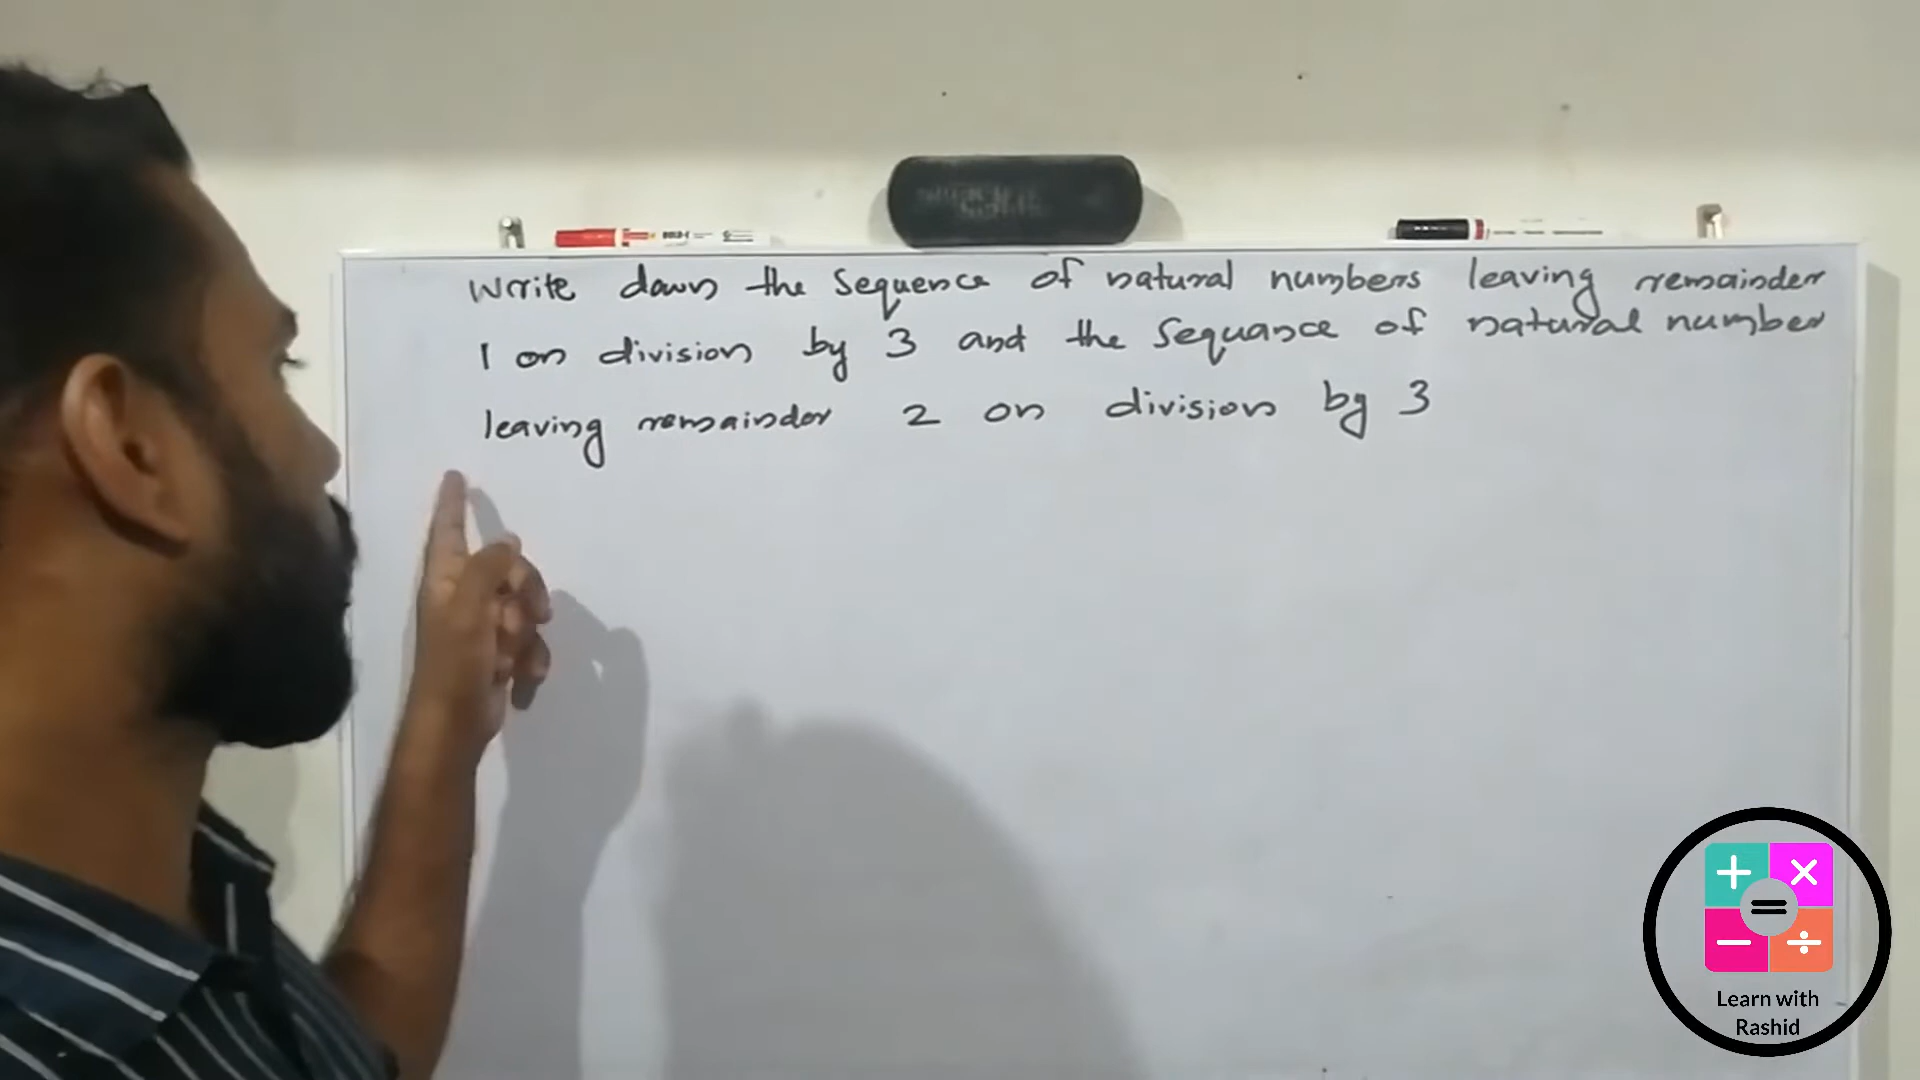 Write down the sequence of natural numbers leaving remainder
1 on division by 3 and the sequance of natural number
leaving remainder 2 on division by 3
Learn with
Rashid